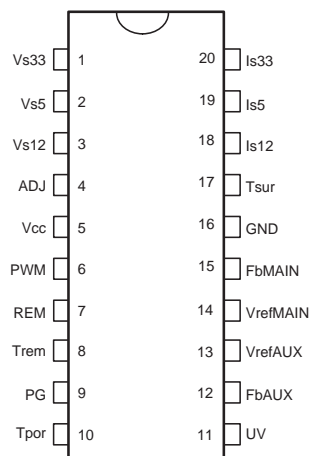 Vs33 1 20 Is33
Vs5 2 19 Is5
Vs12 3 18 Is12
ADJ 4 17 Tsur
Vcc 5 16 GND
PWM 6 15 FbMAIN
REM 7 14 VrefMAIN
Trem 8 13 VrefAUX
PG 9 12 FbAUX
Tpor 10 11 UV